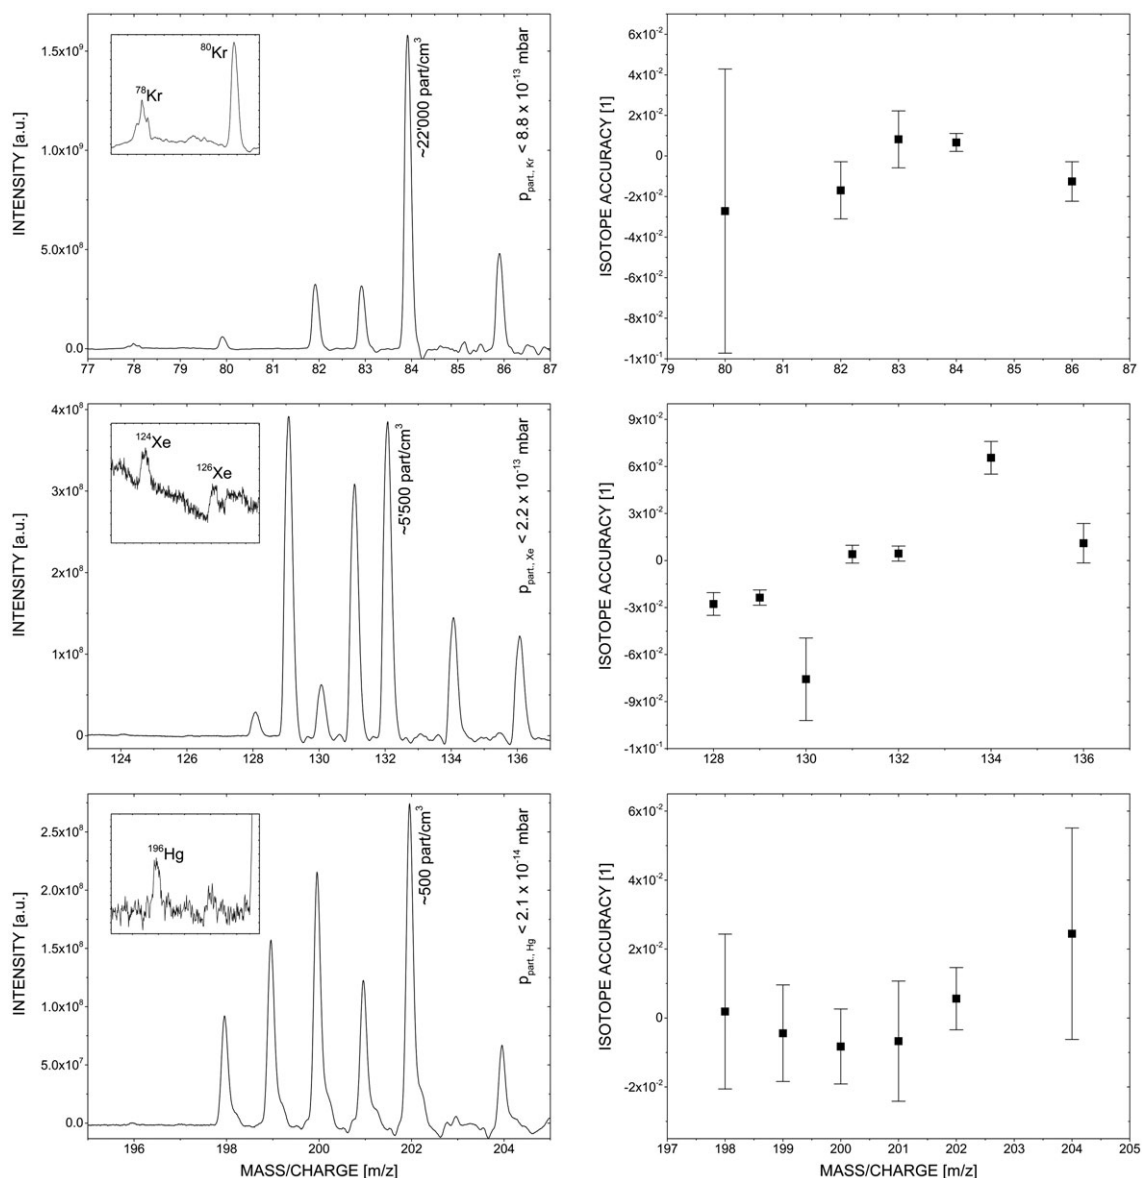 1.5x10⁹
1.0x10⁹
5.0x10⁸
0.0
INTENSITY [a.u.]
⁷⁸Kr
⁸⁰Kr
~22'000 part/cm³
p_part., Kr < 8.8 x 10⁻¹³ mbar
77 78 79 80 81 82 83 84 85 86 87
6x10⁻²
4x10⁻²
2x10⁻²
0
-2x10⁻²
-4x10⁻²
-6x10⁻²
-8x10⁻²
-1x10⁻¹
ISOTOPE ACCURACY [1]
79 80 81 82 83 84 85 86 87
4x10⁸
3x10⁸
2x10⁸
1x10⁸
0
INTENSITY [a.u.]
¹²⁴Xe
¹²⁶Xe
~5'500 part/cm³
p_part., Xe < 2.2 x 10⁻¹³ mbar
124 126 128 130 132 134 136
9x10⁻²
6x10⁻²
3x10⁻²
0
-3x10⁻²
-6x10⁻²
-9x10⁻²
-1x10⁻¹
ISOTOPE ACCURACY [1]
128 130 132 134 136
2.5x10⁸
2.0x10⁸
1.5x10⁸
1.0x10⁸
5.0x10⁷
0.0
INTENSITY [a.u.]
¹⁹⁶Hg
~500 part/cm³
p_part., Hg < 2.1 x 10⁻¹⁴ mbar
196 198 200 202 204
MASS/CHARGE [m/z]
6x10⁻²
4x10⁻²
2x10⁻²
0
-2x10⁻²
ISOTOPE ACCURACY [1]
197 198 199 200 201 202 203 204 205
MASS/CHARGE [m/z]